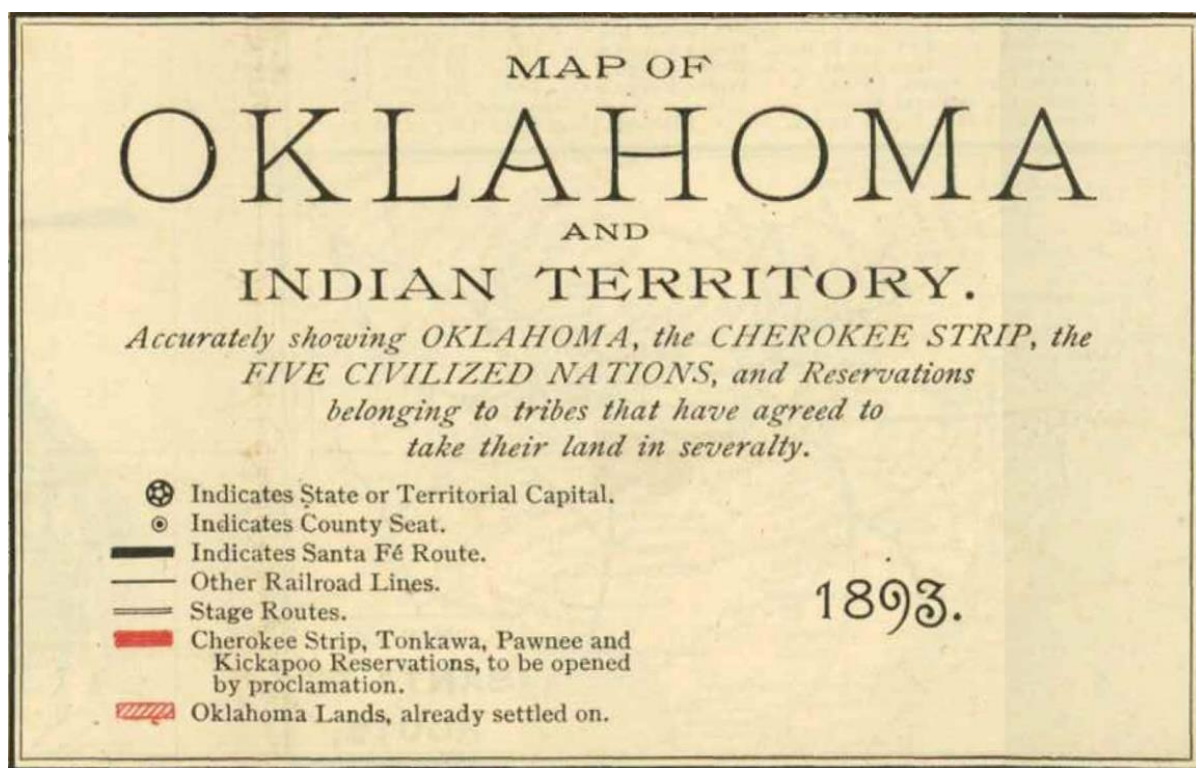 MAP OF
OKLAHOMA
AND
INDIAN TERRITORY.
Accurately showing OKLAHOMA, the CHEROKEE STRIP, the
FIVE CIVILIZED NATIONS, and Reservations
belonging to tribes that have agreed to
take their land in severalty.
Indicates State or Territorial Capital.
Indicates County Seat.
Indicates Santa Fé Route.
Other Railroad Lines.
Stage Routes.
Cherokee Strip, Tonkawa, Pawnee and
Kickapoo Reservations, to be opened
by proclamation.
Oklahoma Lands, already settled on.
1893.